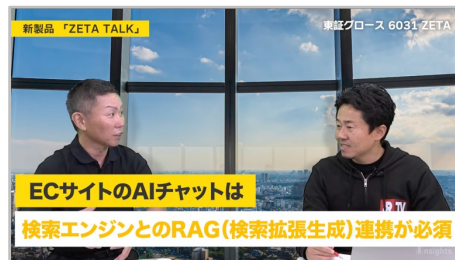 新製品 「ZETA TALK」
東証グロース 6031 ZETA
ECサイトのAIチャットは
検索エンジンとのRAG(検索拡張生成)連携が必須